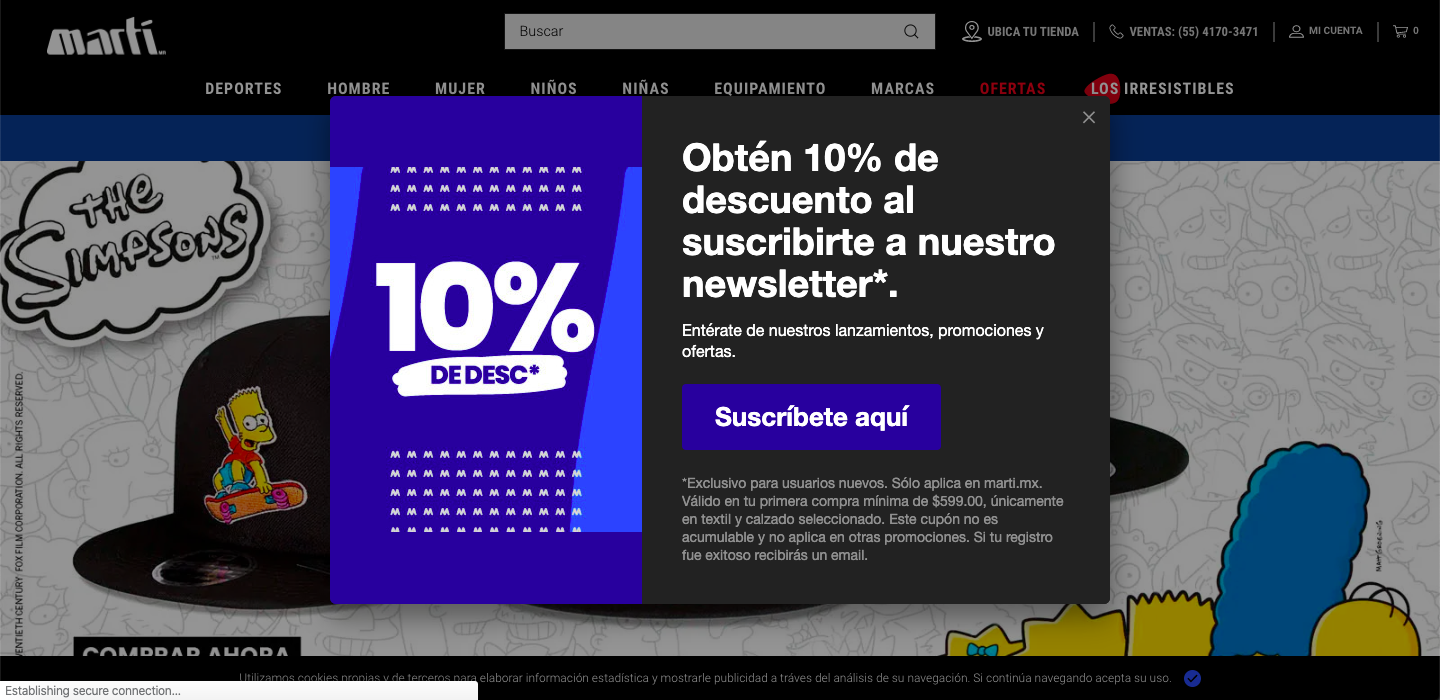 martí
Buscar
UBICA TU TIENDA
VENTAS: (55) 4170-3471
MI CUENTA
0
DEPORTES HOMBRE MUJER NIÑOS NIÑAS EQUIPAMIENTO MARCAS OFERTAS LOS IRRESISTIBLES
THE
SIMPSONS
TM
10%
DE DESC*
Obtén 10% de
descuento al
suscribirte a nuestro
newsletter*.
Entérate de nuestros lanzamientos, promociones y
ofertas.
Suscríbete aquí
*Exclusivo para usuarios nuevos. Sólo aplica en marti.mx.
Válido en tu primera compra mínima de $599.00, únicamente
en textil y calzado seleccionado. Este cupón no es
acumulable y no aplica en otras promociones. Si tu registro
fue exitoso recibirás un email.
VENTIETH CENTURY. FOX FILM CORPORATION. ALL RIGHTS RESERVED.
MATT GROENING
COMPRAR AHORA
Utilizamos cookies propias y de terceros para elaborar información estadística y mostrarle publicidad a tráves del análisis de su navegación. Si continúa navegando acepta su uso.
Establishing secure connection...